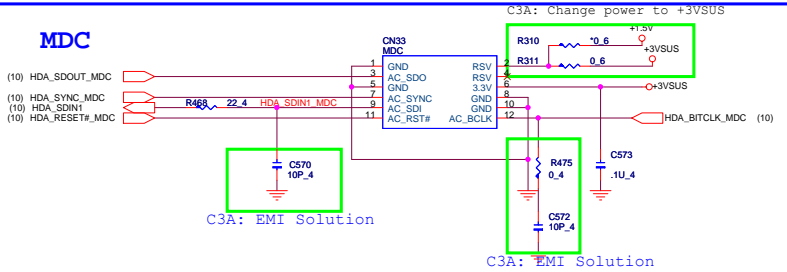 C3A: Change power to +3VSUS
MDC
CN33
MDC
R310
*0_6
+1.5V
R311
0_6
+3VSUS
1 GND RSV 2
(10) HDA_SDOUT_MDC
3 AC_SDO RSV 4
5 GND 3.3V 6
+3VSUS
(10) HDA_SYNC_MDC
7 AC_SYNC GND 8
(10) HDA_SDIN1
R468
22_4
HDA_SDIN1_MDC
9 AC_SDI GND 10
(10) HDA_RESET#_MDC
11 AC_RST# AC_BCLK 12
HDA_BITCLK_MDC (10)
C570
10P_4
R475
0_4
C573
.1U_4
C3A: EMI Solution
C572
10P_4
C3A: EMI Solution